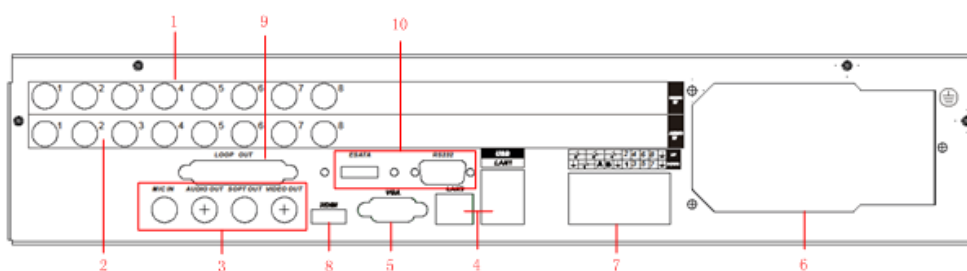 1 9 10
1 2 3 4 5 6 7 8
1 2 3 4 5 6 7 8
LOOP OUT
ESATA RS232
USB
LAN1
MIC IN AUDIO OUT SOPT OUT VIDEO OUT
HDMI
VGA
2 3 8 5 4 7 6